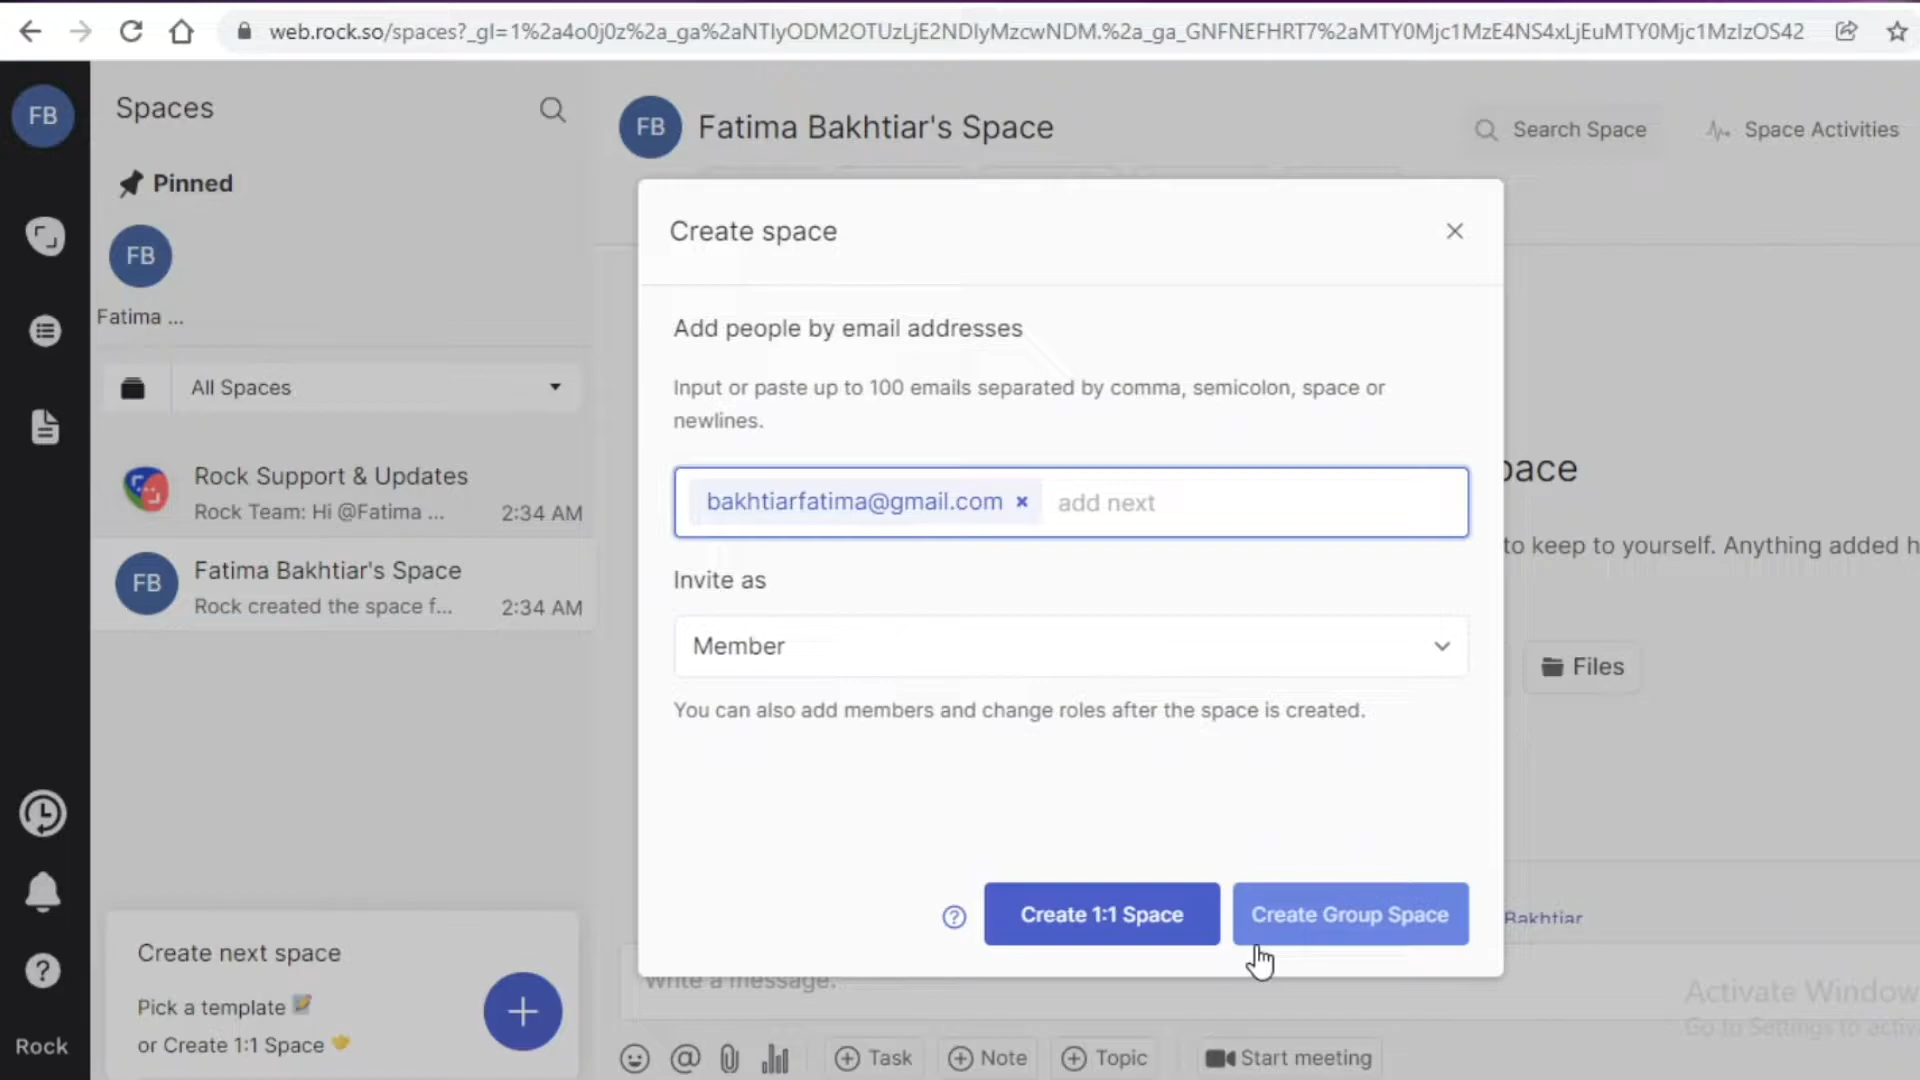 web.rock.so/spaces?_gl=1%2a4o0j0z%2a_ga%2aNTIyODM2OTUzLjE2NDIyMzcwNDM.%2a_ga_GNFNEFHRT7%2aMTY0Mjc1MzE4NS4xLjEuMTY0Mjc1MzIzOS42
FB
Spaces
FB
Fatima Bakhtiar's Space
Search Space
Space Activities
Pinned
FB
Fatima ...
All Spaces
Rock Support & Updates
Rock Team: Hi @Fatima ...
2:34 AM
FB
Fatima Bakhtiar's Space
Rock created the space f...
2:34 AM
Create space
Add people by email addresses
Input or paste up to 100 emails separated by comma, semicolon, space or
newlines.
bakhtiarfatima@gmail.com × add next
Invite as
Member
You can also add members and change roles after the space is created.
Create 1:1 Space
Create Group Space
pace
to keep to yourself. Anything added h
Files
Bakhtiar
Write a message.
Create next space
Pick a template
or Create 1:1 Space
Rock
Task
Note
Topic
Start meeting
Activate Window
Go to Settings to activ